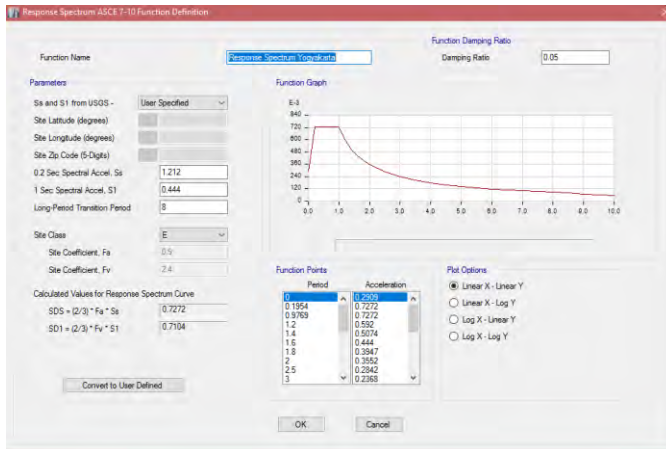 Response Spectrum ASCE 7-10 Function Definition
Function Damping Ratio
Function Name
Response Spectrum Yogyakarta
Damping Ratio
0.05
Parameters
Ss and S1 from USGS -
User Specified
Site Latitude (degrees)
Site Longitude (degrees)
Site Zip Code (5-Digits)
0.2 Sec Spectral Accel, Ss
1.212
1 Sec Spectral Accel, S1
0.444
Long-Period Transition Period
8
Site Class
E
Site Coefficient, Fa
0.9
Site Coefficient, Fv
2.4
Calculated Values for Response Spectrum Curve
SDS = (2/3) * Fa * Ss
0.7272
SD1 = (2/3) * Fv * S1
0.7104
Convert to User Defined
Function Graph
E-3
840
720
600
480
360
240
120
0
0.0 1.0 2.0 3.0 4.0 5.0 6.0 7.0 8.0 9.0 10.0
Function Points
Period Acceleration
0 0.2909
0.1954 0.7272
0.9769 0.7272
1.2 0.592
1.4 0.5074
1.6 0.444
1.8 0.3947
2 0.3552
2.5 0.2842
3 0.2368
Plot Options
Linear X - Linear Y
Linear X - Log Y
Log X - Linear Y
Log X - Log Y
OK
Cancel